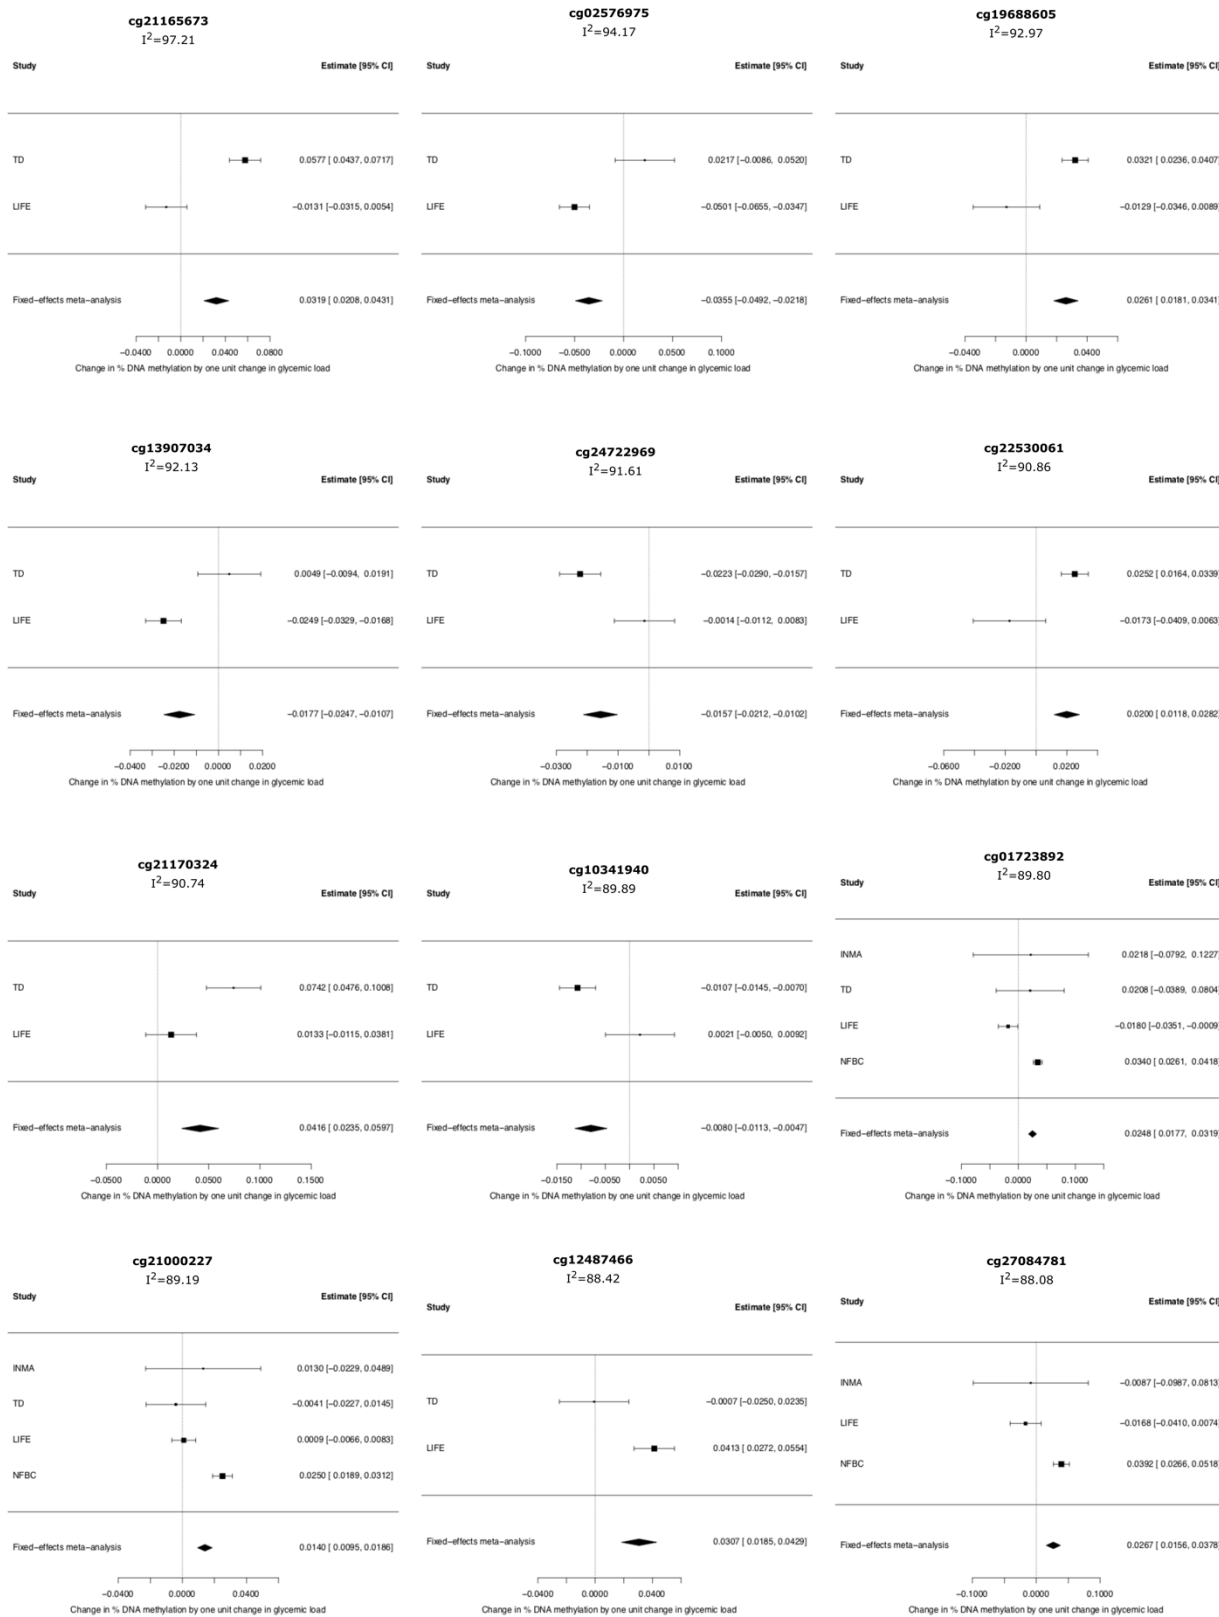 cg21165673
I²=97.21
Study Estimate [95% CI]
TD 0.0577 [ 0.0437, 0.0717]
LIFE −0.0131 [−0.0315, 0.0054]
Fixed−effects meta−analysis 0.0319 [ 0.0208, 0.0431]
−0.0400 0.0000 0.0400 0.0800
Change in % DNA methylation by one unit change in glycemic load
cg02576975
I²=94.17
Study Estimate [95% CI]
TD 0.0217 [−0.0086, 0.0520]
LIFE −0.0501 [−0.0655, −0.0347]
Fixed−effects meta−analysis −0.0355 [−0.0492, −0.0218]
−0.1000 −0.0500 0.0000 0.0500 0.1000
Change in % DNA methylation by one unit change in glycemic load
cg19688605
I²=92.97
Study Estimate [95% CI]
TD 0.0321 [ 0.0236, 0.0407]
LIFE −0.0129 [−0.0346, 0.0089]
Fixed−effects meta−analysis 0.0261 [ 0.0181, 0.0341]
−0.0400 0.0000 0.0400
Change in % DNA methylation by one unit change in glycemic load
cg13907034
I²=92.13
Study Estimate [95% CI]
TD 0.0049 [−0.0094, 0.0191]
LIFE −0.0249 [−0.0329, −0.0168]
Fixed−effects meta−analysis −0.0177 [−0.0247, −0.0107]
−0.0400 −0.0200 0.0000 0.0200
Change in % DNA methylation by one unit change in glycemic load
cg24722969
I²=91.61
Study Estimate [95% CI]
TD −0.0223 [−0.0290, −0.0157]
LIFE −0.0014 [−0.0112, 0.0083]
Fixed−effects meta−analysis −0.0157 [−0.0212, −0.0102]
−0.0300 −0.0100 0.0100
Change in % DNA methylation by one unit change in glycemic load
cg22530061
I²=90.86
Study Estimate [95% CI]
TD 0.0252 [ 0.0164, 0.0339]
LIFE −0.0173 [−0.0409, 0.0063]
Fixed−effects meta−analysis 0.0200 [ 0.0118, 0.0282]
−0.0600 −0.0200 0.0200
Change in % DNA methylation by one unit change in glycemic load
cg21170324
I²=90.74
Study Estimate [95% CI]
TD 0.0742 [ 0.0476, 0.1008]
LIFE 0.0133 [−0.0115, 0.0381]
Fixed−effects meta−analysis 0.0416 [ 0.0235, 0.0597]
−0.0500 0.0000 0.0500 0.1000 0.1500
Change in % DNA methylation by one unit change in glycemic load
cg10341940
I²=89.89
Study Estimate [95% CI]
TD −0.0107 [−0.0145, −0.0070]
LIFE 0.0021 [−0.0050, 0.0092]
Fixed−effects meta−analysis −0.0080 [−0.0113, −0.0047]
−0.0150 −0.0050 0.0050
Change in % DNA methylation by one unit change in glycemic load
cg01723892
I²=89.80
Study Estimate [95% CI]
INMA 0.0218 [−0.0792, 0.1227]
TD 0.0208 [−0.0389, 0.0804]
LIFE −0.0180 [−0.0351, −0.0009]
NFBC 0.0340 [ 0.0261, 0.0418]
Fixed−effects meta−analysis 0.0248 [ 0.0177, 0.0319]
−0.1000 0.0000 0.1000
Change in % DNA methylation by one unit change in glycemic load
cg21000227
I²=89.19
Study Estimate [95% CI]
INMA 0.0130 [−0.0229, 0.0489]
TD −0.0041 [−0.0227, 0.0145]
LIFE 0.0009 [−0.0066, 0.0083]
NFBC 0.0250 [ 0.0189, 0.0312]
Fixed−effects meta−analysis 0.0140 [ 0.0095, 0.0186]
−0.0400 0.0000 0.0400
Change in % DNA methylation by one unit change in glycemic load
cg12487466
I²=88.42
Study Estimate [95% CI]
TD −0.0007 [−0.0250, 0.0235]
LIFE 0.0413 [ 0.0272, 0.0554]
Fixed−effects meta−analysis 0.0307 [ 0.0185, 0.0429]
−0.0400 0.0000 0.0400
Change in % DNA methylation by one unit change in glycemic load
cg27084781
I²=88.08
Study Estimate [95% CI]
INMA −0.0087 [−0.0987, 0.0813]
LIFE −0.0168 [−0.0410, 0.0074]
NFBC 0.0392 [ 0.0266, 0.0518]
Fixed−effects meta−analysis 0.0267 [ 0.0156, 0.0378]
−0.1000 0.0000 0.1000
Change in % DNA methylation by one unit change in glycemic load